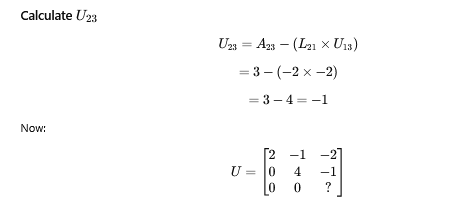 Calculate U₂₃
U₂₃ = A₂₃ − (L₂₁ × U₁₃)
= 3 − (−2 × −2)
= 3 − 4 = −1
Now:
U = [2 −1 −2
0 4 −1
0 0 ?]